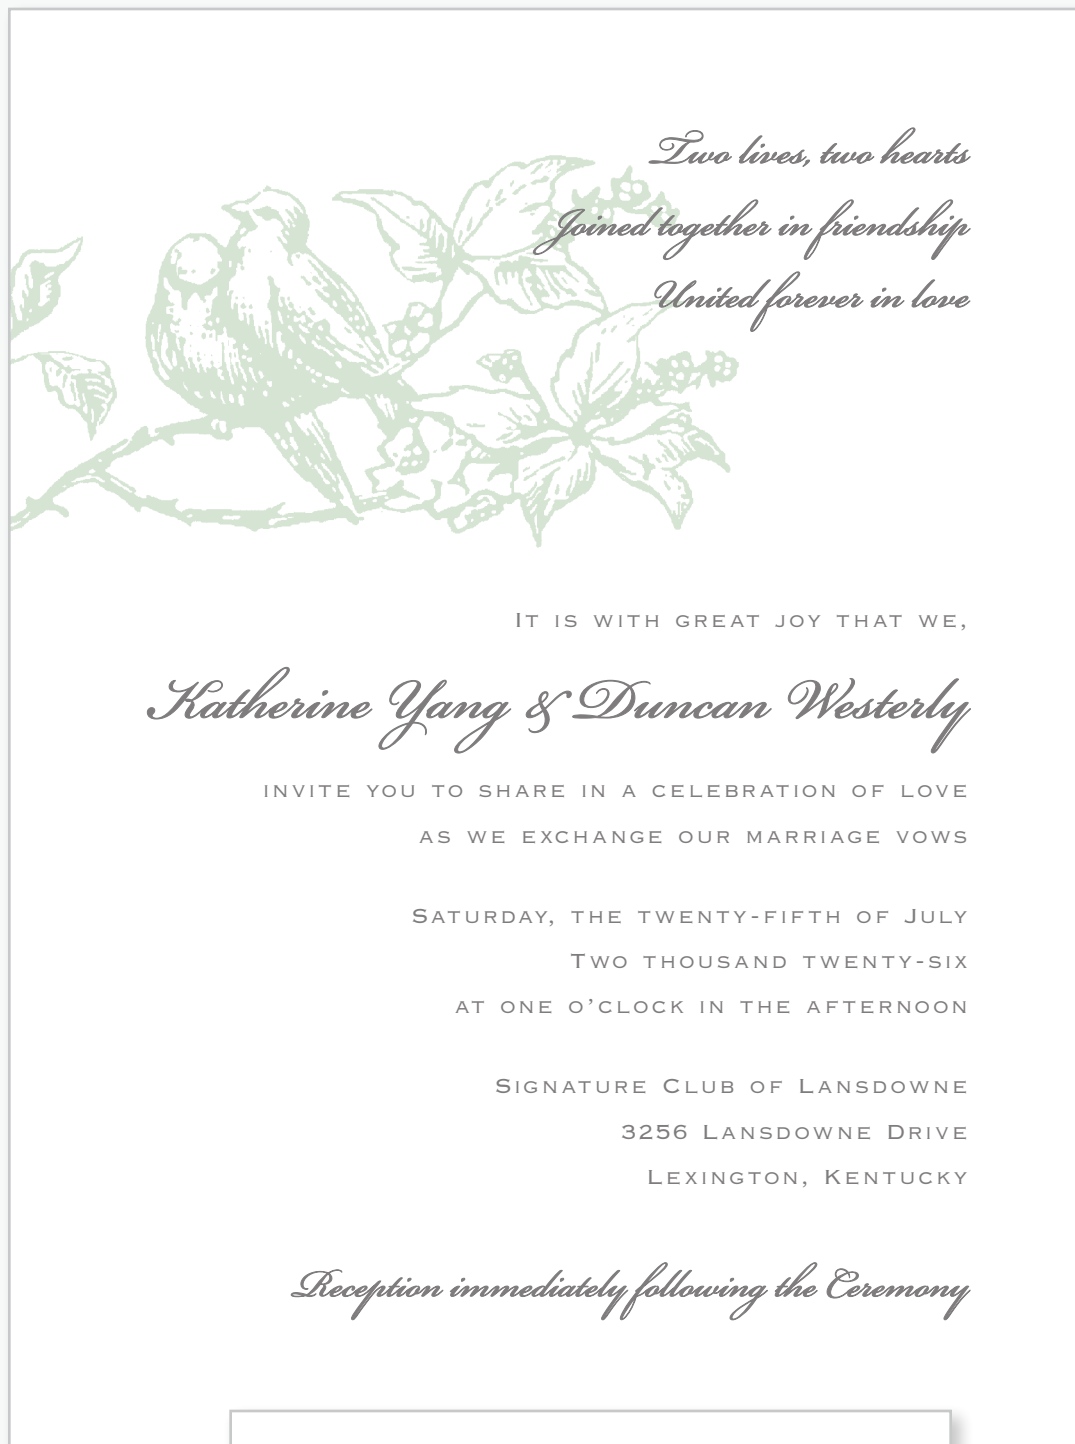 Two lives, two hearts
Joined together in friendship
United forever in love
It is with great joy that we,
Katherine Yang & Duncan Westerly
invite you to share in a celebration of love
as we exchange our marriage vows
Saturday, the twenty-fifth of July
Two thousand twenty-six
at one o’clock in the afternoon
Signature Club of Lansdowne
3256 Lansdowne Drive
Lexington, Kentucky
Reception immediately following the Ceremony